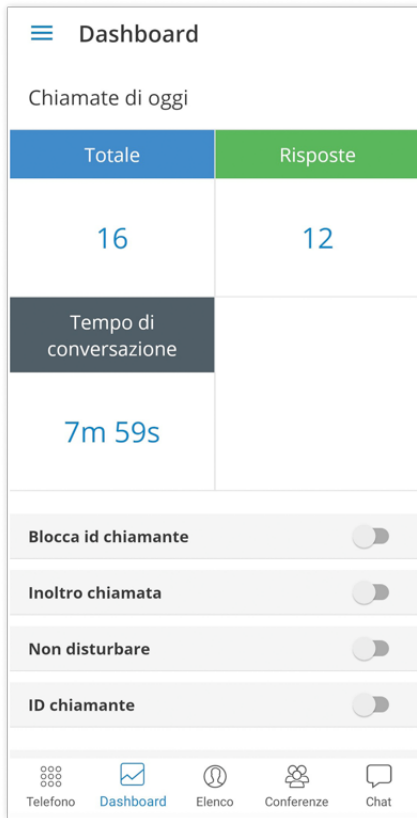 Dashboard
Chiamate di oggi
Totale
Risposte
16
12
Tempo di
conversazione
7m 59s
Blocca id chiamante
Inoltro chiamata
Non disturbare
ID chiamante
Telefono
Dashboard
Elenco
Conferenze
Chat